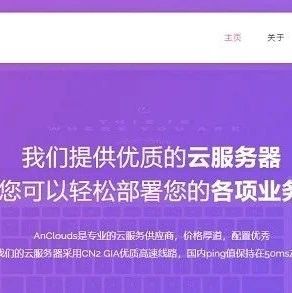 主页 关于
THIS IS
WHERE YOU ARE
我们提供优质的云服务器
您可以轻松部署您的各项业务
AnClouds是专业的云服务供应商，价格厚道，配置优秀
我们的云服务器采用CN2 GIA优质高速线路，国内ping值保持在50ms左